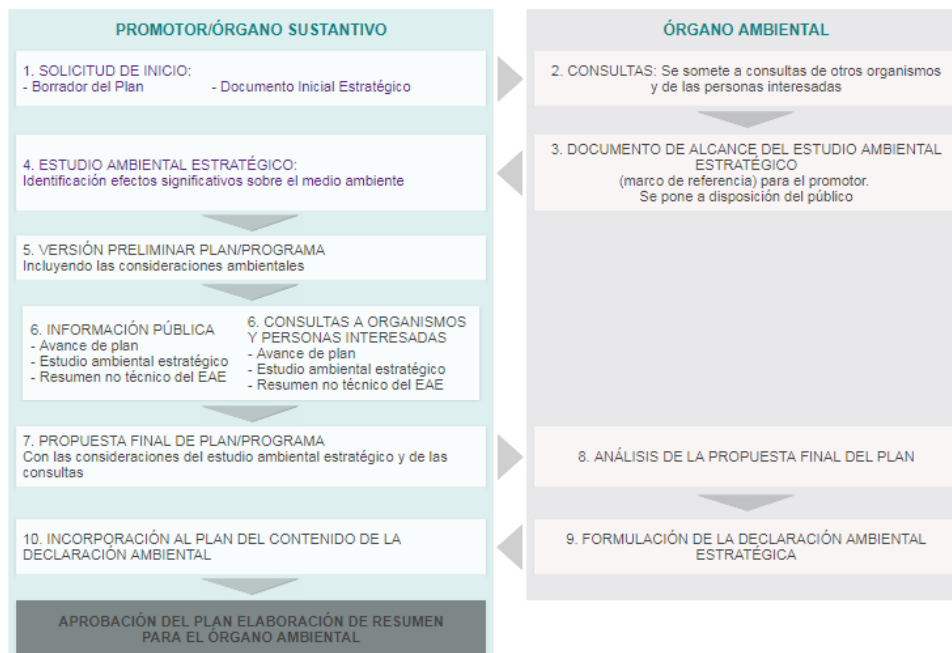 PROMOTOR/ÓRGANO SUSTANTIVO
ÓRGANO AMBIENTAL
1. SOLICITUD DE INICIO:
- Borrador del Plan - Documento Inicial Estratégico
2. CONSULTAS: Se somete a consultas de otros organismos
y de las personas interesadas
3. DOCUMENTO DE ALCANCE DEL ESTUDIO AMBIENTAL
ESTRATÉGICO
(marco de referencia) para el promotor.
Se pone a disposición del público
4. ESTUDIO AMBIENTAL ESTRATÉGICO:
Identificación efectos significativos sobre el medio ambiente
5. VERSIÓN PRELIMINAR PLAN/PROGRAMA
Incluyendo las consideraciones ambientales
6. INFORMACIÓN PÚBLICA
- Avance de plan
- Estudio ambiental estratégico
- Resumen no técnico del EAE
6. CONSULTAS A ORGANISMOS
Y PERSONAS INTERESADAS
- Avance de plan
- Estudio ambiental estratégico
- Resumen no técnico del EAE
7. PROPUESTA FINAL DE PLAN/PROGRAMA
Con las consideraciones del estudio ambiental estratégico y de las
consultas
8. ANÁLISIS DE LA PROPUESTA FINAL DEL PLAN
9. FORMULACIÓN DE LA DECLARACIÓN AMBIENTAL
ESTRATÉGICA
10. INCORPORACIÓN AL PLAN DEL CONTENIDO DE LA
DECLARACIÓN AMBIENTAL
APROBACIÓN DEL PLAN ELABORACIÓN DE RESUMEN
PARA EL ÓRGANO AMBIENTAL